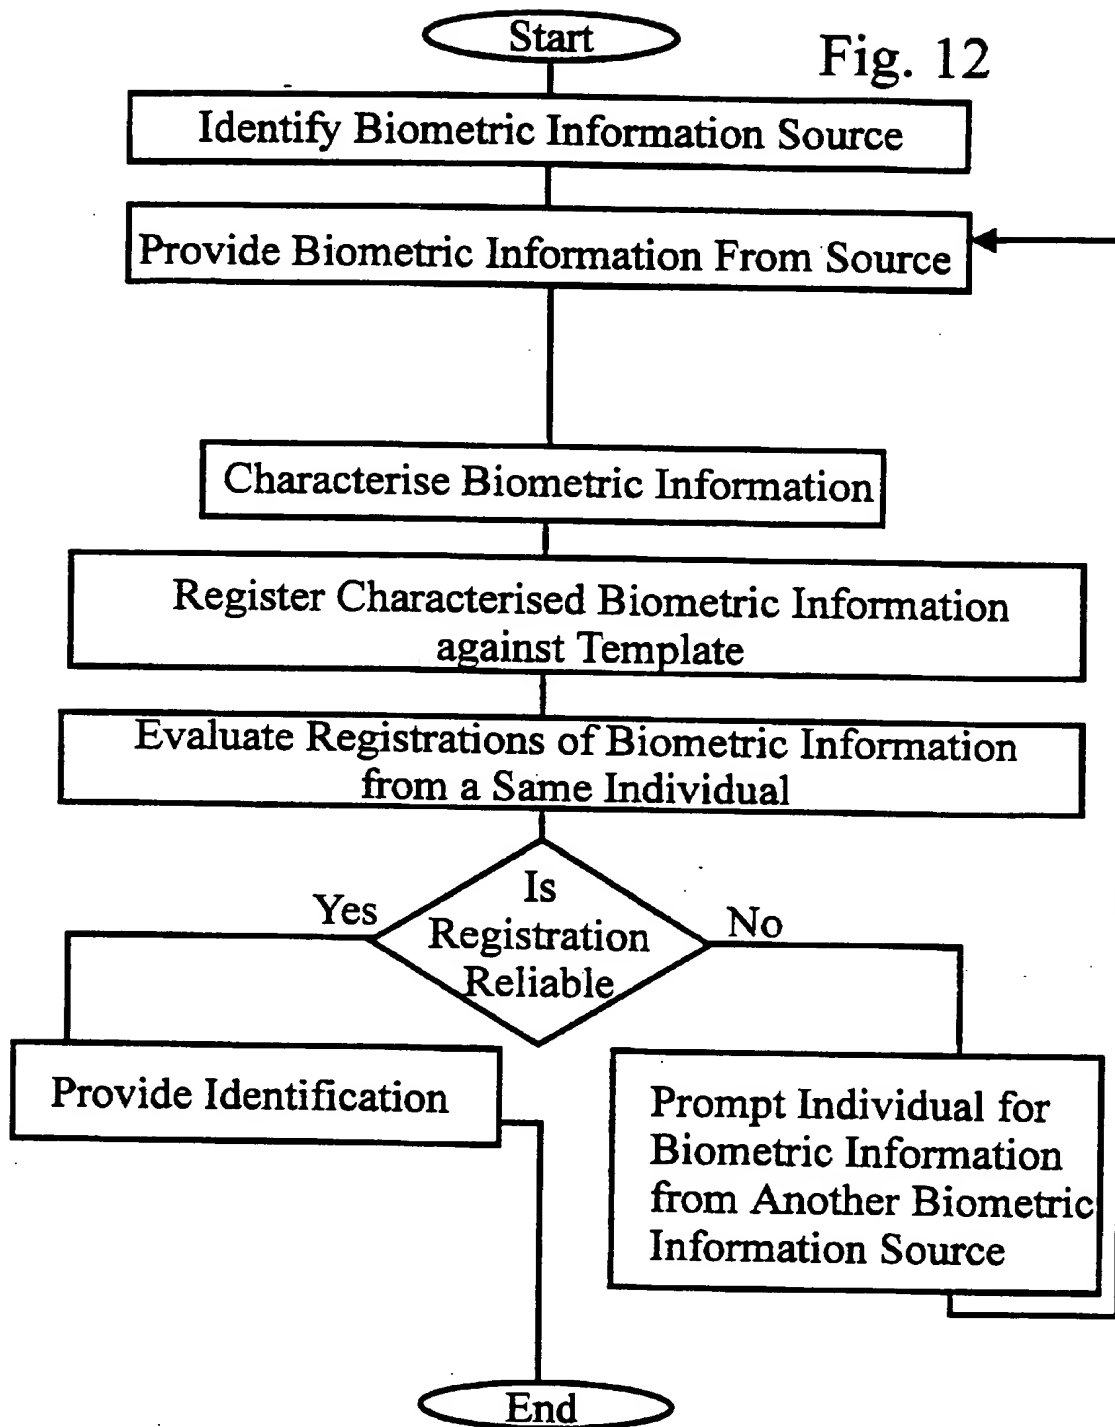 Start
Fig. 12
Identify Biometric Information Source
Provide Biometric Information From Source
Characterise Biometric Information
Register Characterised Biometric Information
against Template
Evaluate Registrations of Biometric Information
from a Same Individual
Is
Registration
Reliable
Yes
No
Provide Identification
Prompt Individual for
Biometric Information
from Another Biometric
Information Source
End